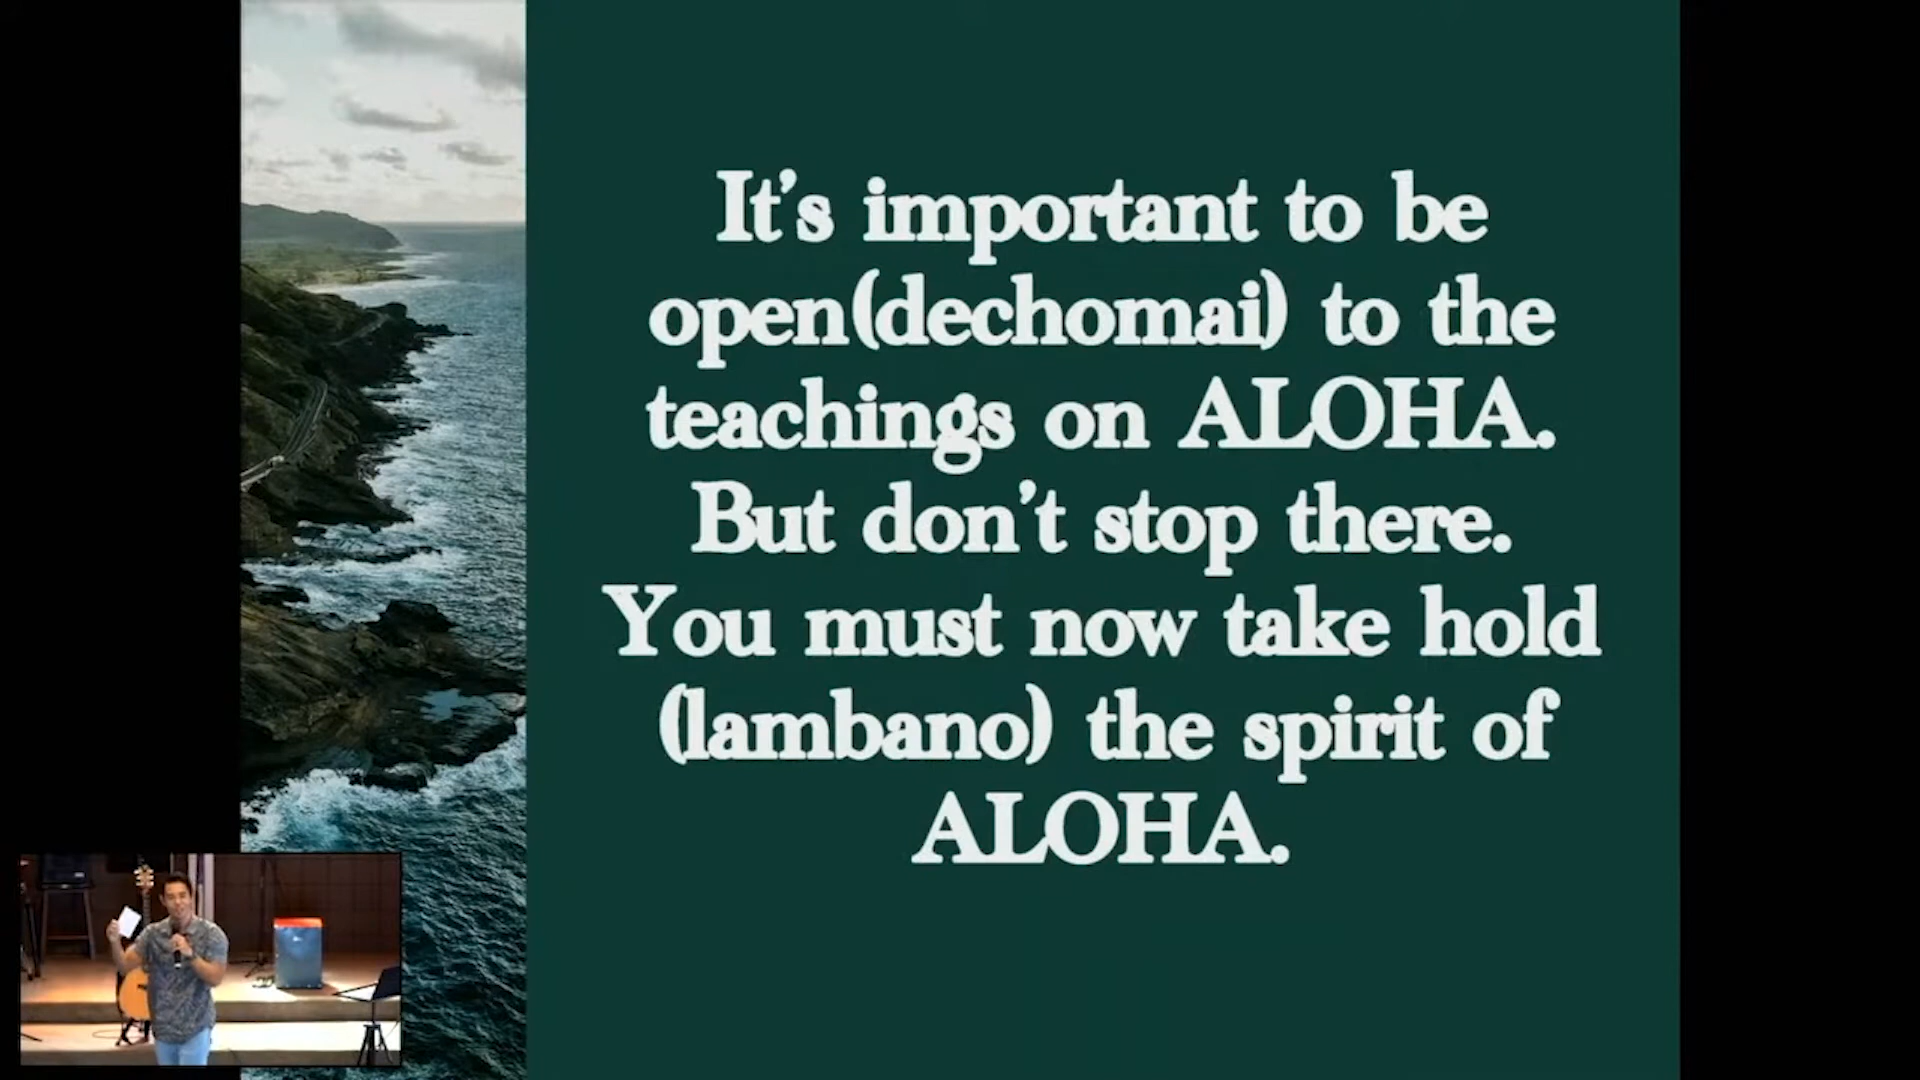 It's important to be
open(dechomai) to the
teachings on ALOHA.
But don't stop there.
You must now take hold
(lambano) the spirit of
ALOHA.